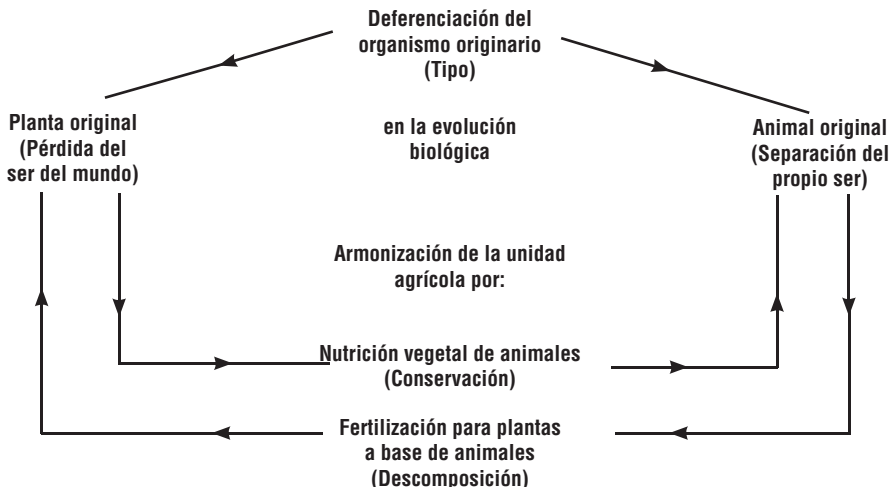 Deferenciación del
organismo originario
(Tipo)
Planta original
(Pérdida del
ser del mundo)
en la evolución
biológica
Animal original
(Separación del
propio ser)
Armonización de la unidad
agrícola por:
Nutrición vegetal de animales
(Conservación)
Fertilización para plantas
a base de animales
(Descomposición)